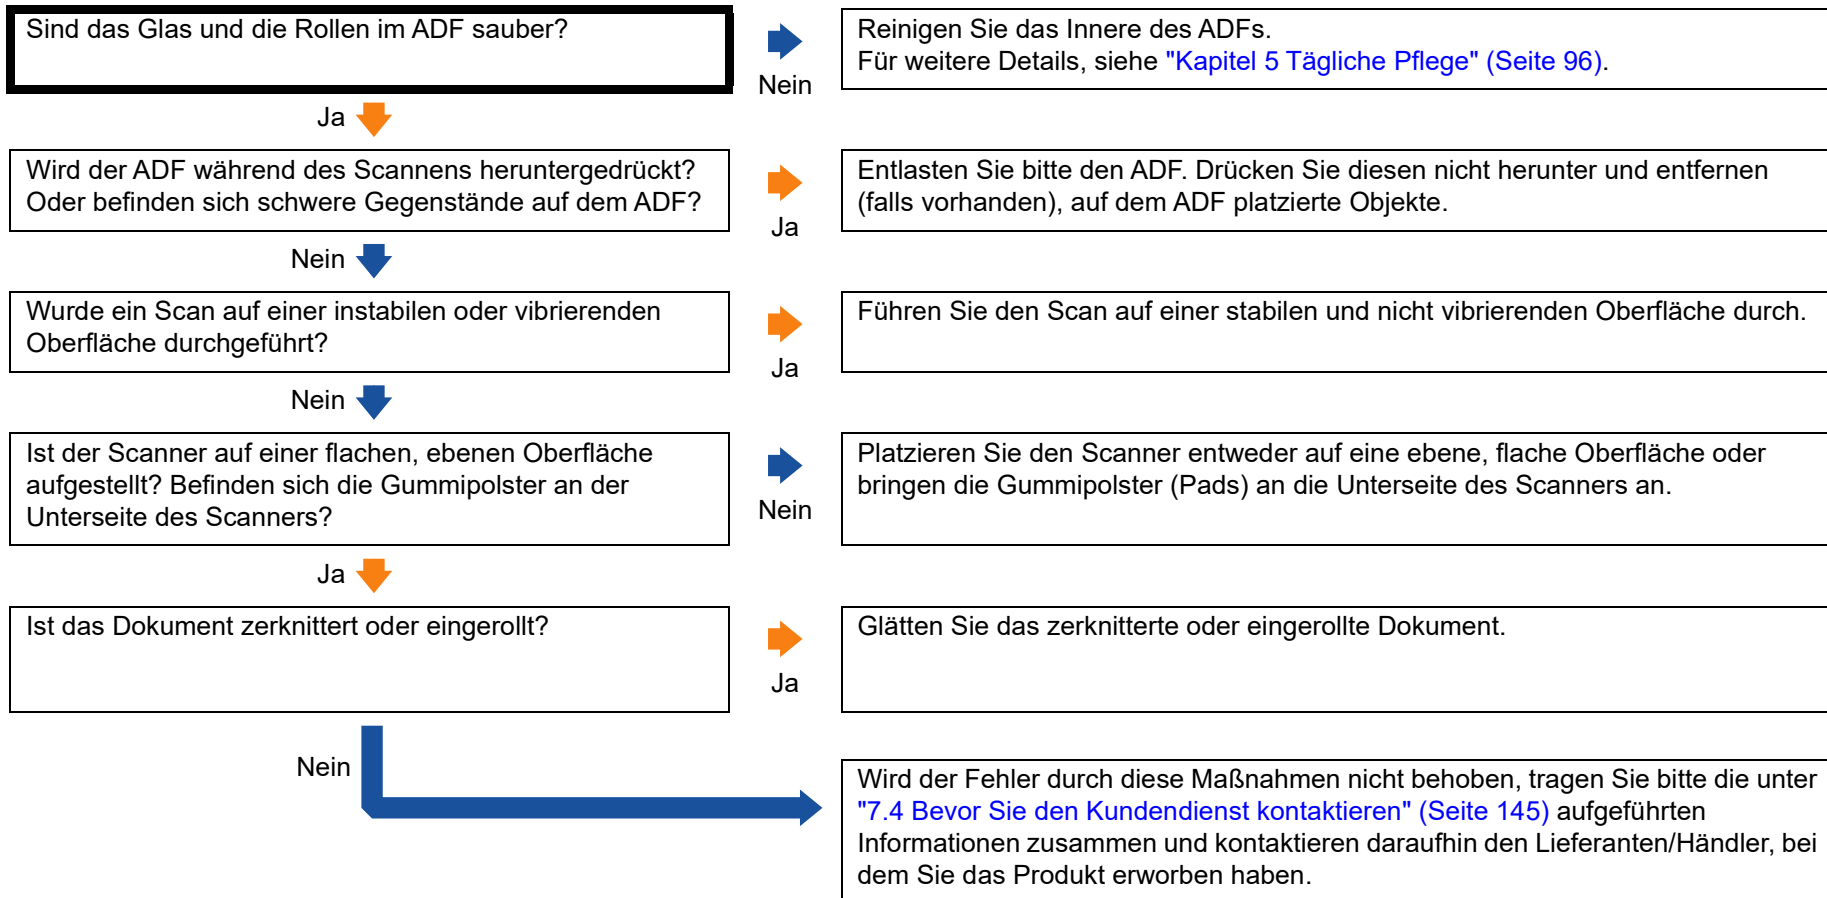 Sind das Glas und die Rollen im ADF sauber?
Nein
Reinigen Sie das Innere des ADFs.
Für weitere Details, siehe "Kapitel 5 Tägliche Pflege" (Seite 96).
Ja
Wird der ADF während des Scannens heruntergedrückt?
Oder befinden sich schwere Gegenstände auf dem ADF?
Ja
Entlasten Sie bitte den ADF. Drücken Sie diesen nicht herunter und entfernen
(falls vorhanden), auf dem ADF platzierte Objekte.
Nein
Wurde ein Scan auf einer instabilen oder vibrierenden
Oberfläche durchgeführt?
Ja
Führen Sie den Scan auf einer stabilen und nicht vibrierenden Oberfläche durch.
Nein
Ist der Scanner auf einer flachen, ebenen Oberfläche
aufgestellt? Befinden sich die Gummipolster an der
Unterseite des Scanners?
Nein
Platzieren Sie den Scanner entweder auf eine ebene, flache Oberfläche oder
bringen die Gummipolster (Pads) an die Unterseite des Scanners an.
Ja
Ist das Dokument zerknittert oder eingerollt?
Ja
Glätten Sie das zerknitterte oder eingerollte Dokument.
Nein
Wird der Fehler durch diese Maßnahmen nicht behoben, tragen Sie bitte die unter
"7.4 Bevor Sie den Kundendienst kontaktieren" (Seite 145) aufgeführten
Informationen zusammen und kontaktieren daraufhin den Lieferanten/Händler, bei
dem Sie das Produkt erworben haben.